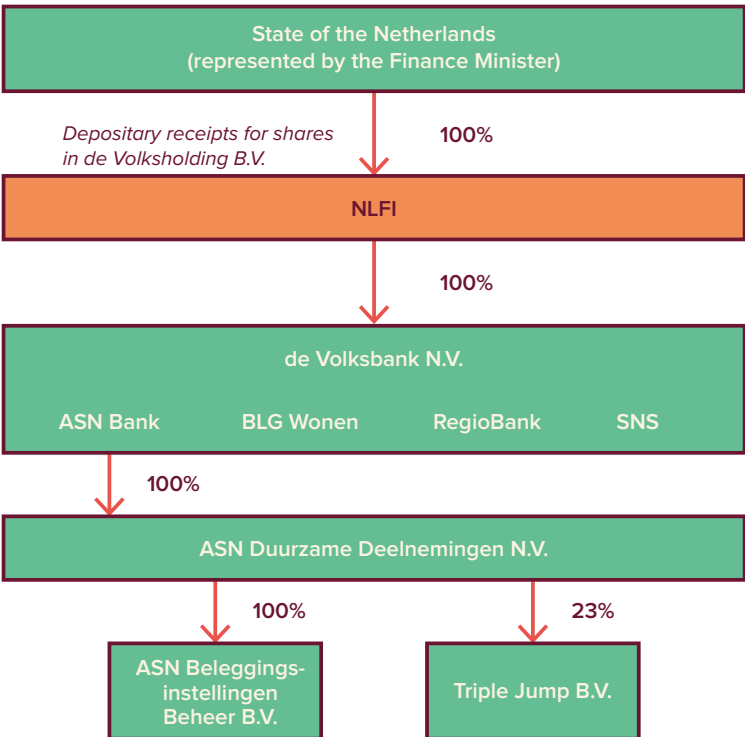 State of the Netherlands
(represented by the Finance Minister)
Depositary receipts for shares
in de Volksholding B.V.
100%
NLFI
100%
de Volksbank N.V.
ASN Bank BLG Wonen RegioBank SNS
100%
ASN Duurzame Deelnemingen N.V.
100% 23%
ASN Beleggings-
instellingen
Beheer B.V.
Triple Jump B.V.